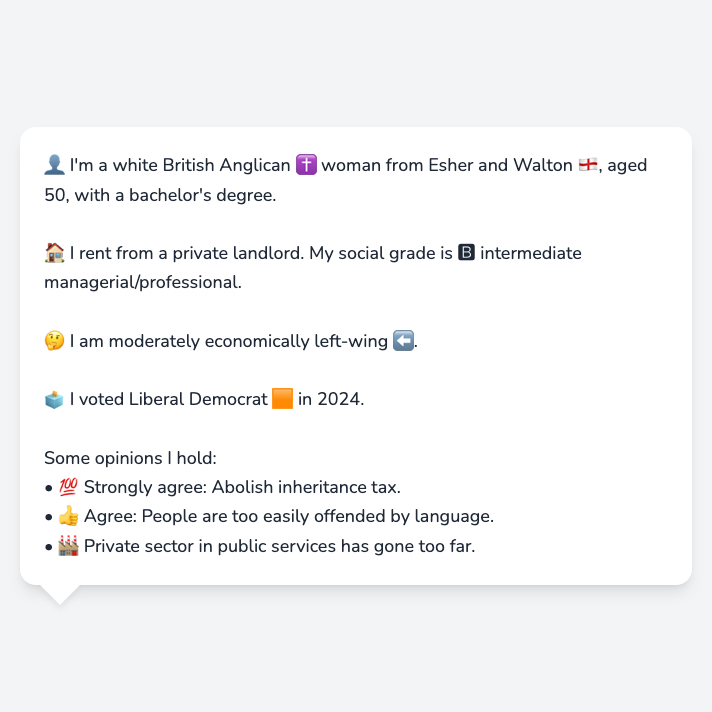 👤 I'm a white British Anglican ✝️ woman from Esher and Walton 🏴󠁧󠁢󠁥󠁮󠁧󠁿, aged
50, with a bachelor's degree.
🏠 I rent from a private landlord. My social grade is 🅱 intermediate
managerial/professional.
🤔 I am moderately economically left-wing ⬅️.
🗳️ I voted Liberal Democrat 🟧 in 2024.
Some opinions I hold:
• 💯 Strongly agree: Abolish inheritance tax.
• 👍 Agree: People are too easily offended by language.
• 🏭 Private sector in public services has gone too far.